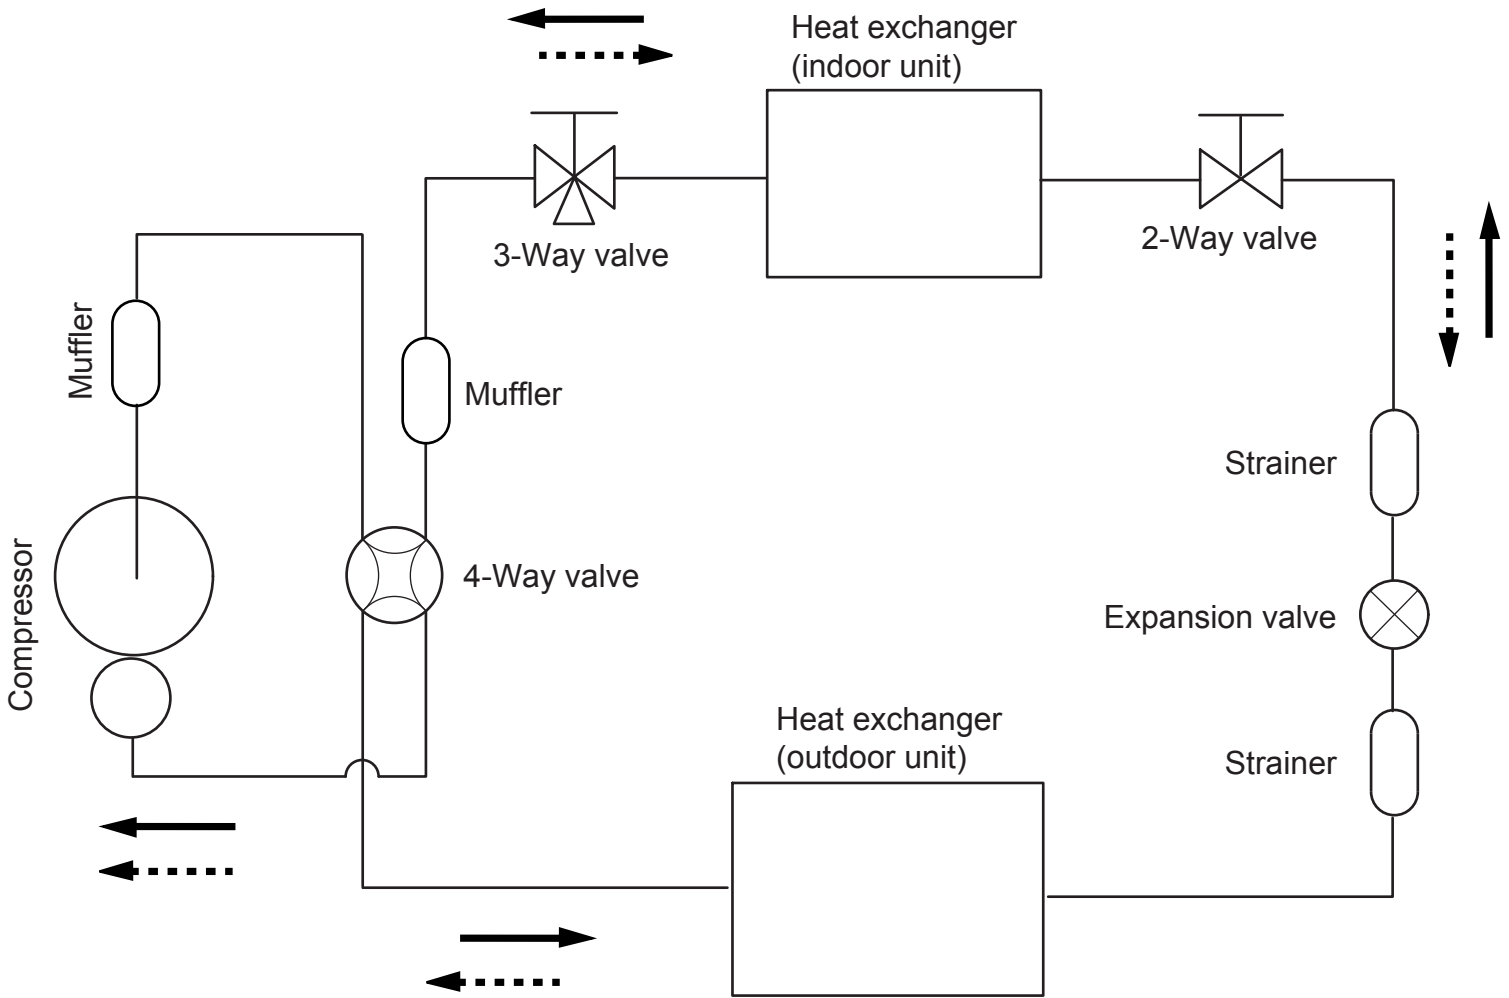 Heat exchanger
(indoor unit)
3-Way valve
2-Way valve
Muffler
Muffler
Strainer
4-Way valve
Compressor
Expansion valve
Heat exchanger
(outdoor unit)
Strainer